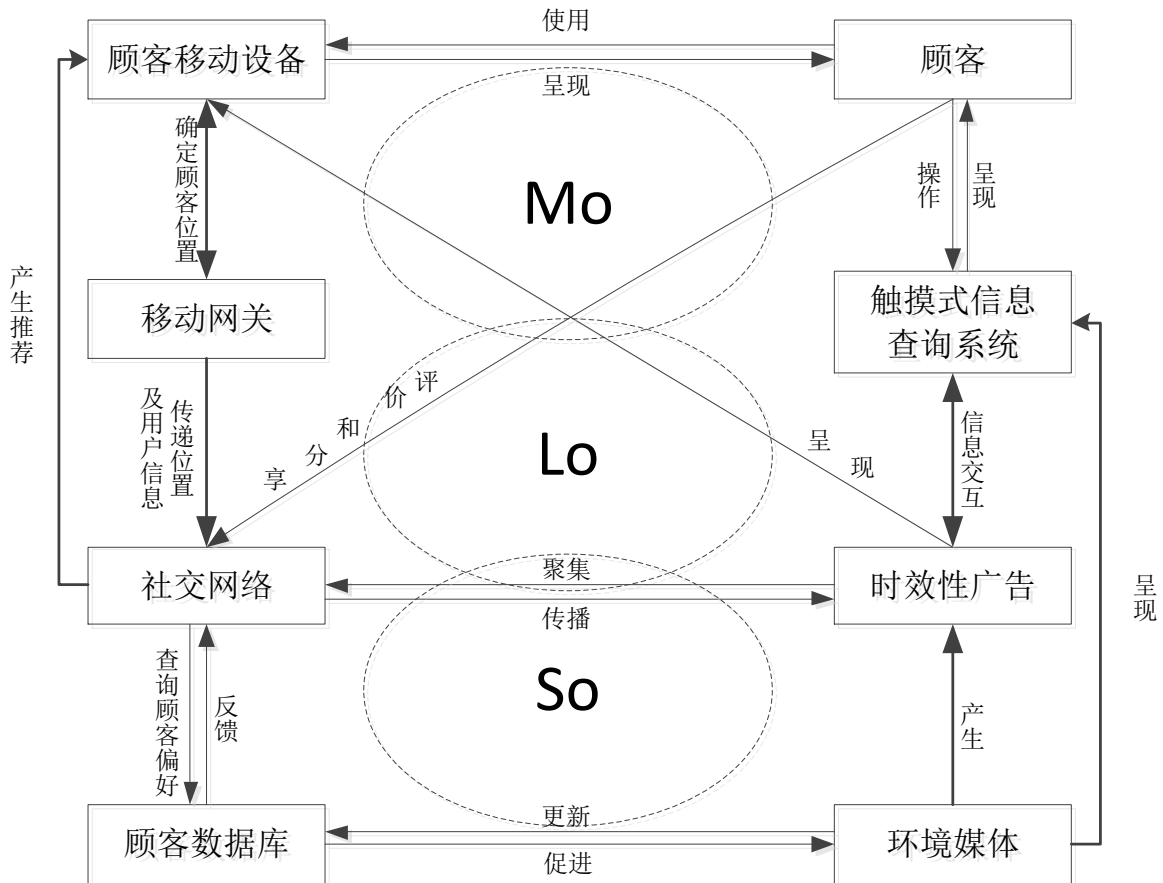 使用
顾客移动设备
顾客
呈现
确定顾客位置
Mo
操作
呈现
产生推荐
移动网关
触摸式信息
查询系统
评价和分享
传递位置
及用户信息
Lo
呈现
信息交互
社交网络
聚集
时效性广告
传播
呈现
查询顾客偏好
反馈
So
产生
顾客数据库
更新
环境媒体
促进